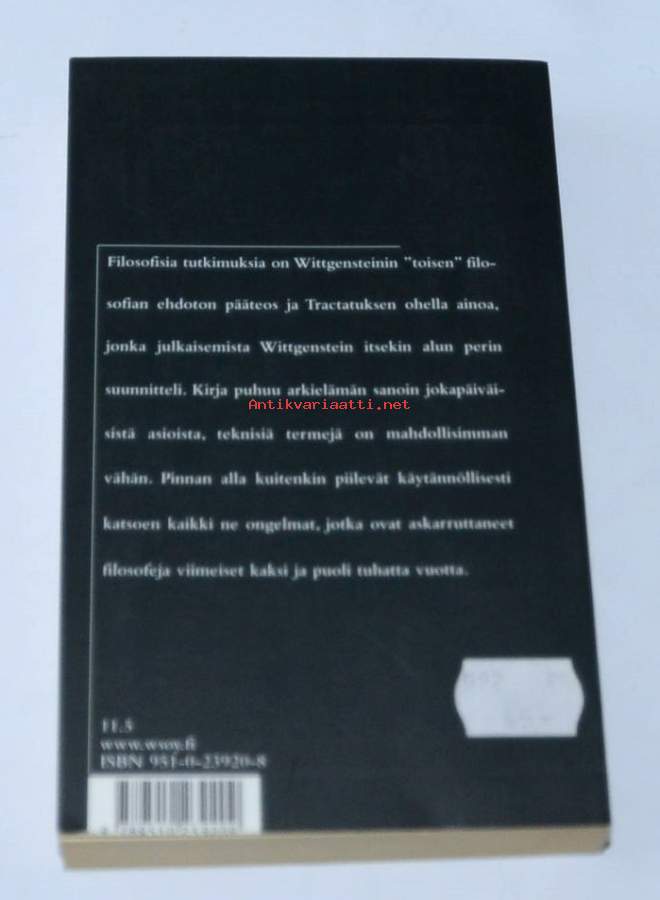 Filosofisia tutkimuksia on Wittgensteinin ”toisen” filo-
sofian ehdoton pääteos ja Tractatuksen ohella ainoa,
jonka julkaisemista Wittgenstein itsekin alun perin
suunnitteli. Kirja puhuu arkielämän sanoin jokapäiväi-
Antikvariaatti.net
sistä asioista, teknisiä termejä on mahdollisimman
vähän. Pinnan alla kuitenkin piilevät käytännöllisesti
katsoen kaikki ne ongelmat, jotka ovat askarruttaneet
filosofeja viimeiset kaksi ja puoli tuhatta vuotta.
11.5
www.wsoy.fi
ISBN 951-0-23920-8